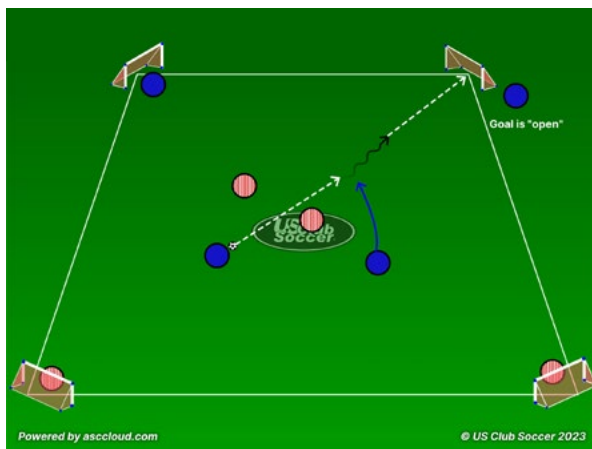 Goal is "open"
US Club
Soccer
Powered by asccloud.com
© US Club Soccer 2023